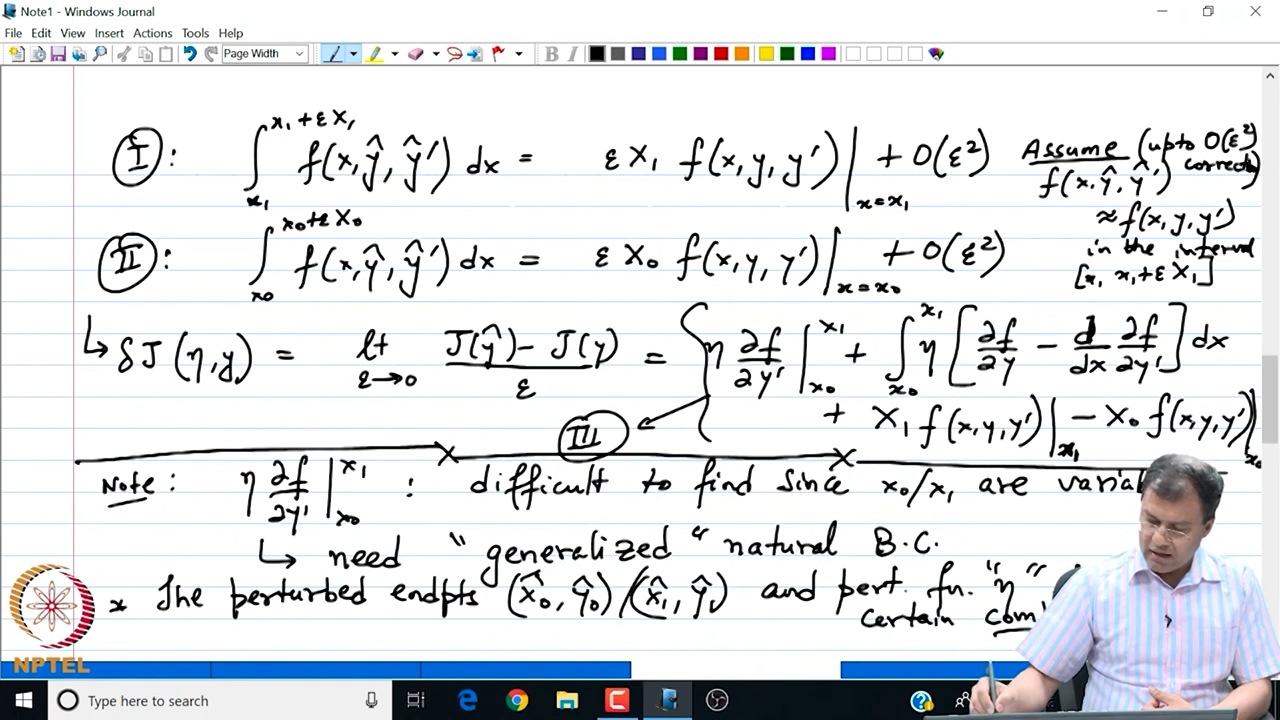 Note1 - Windows Journal
File Edit View Insert Actions Tools Help
Page Width
B I
I : ∫_{x₁}^{x₁+εX₁} f(x, ŷ, ŷ′) dx = εX₁ f(x, y, y′)|_{x=x₁} + O(ε²)
Assume (upto O(ε²)
f(x, ŷ, ŷ′)
≈ f(x, y, y′)
in the interval
[x₁, x₁+εX₁]
II : ∫_{x₀}^{x₀+εX₀} f(x, ŷ, ŷ′) dx = εX₀ f(x, y, y′)|_{x=x₀} + O(ε²)
↳ δJ(η, y) = lt_{ε→0} J(ŷ) - J(y) / ε = { η ∂f/∂y′ |_{x₀}^{x₁} + ∫_{x₀}^{x₁} η [∂f/∂y - d/dx ∂f/∂y′] dx
+ X₁ f(x, y, y′)|_{x₁} - X₀ f(x, y, y′)|_{x₀}
III
Note : η ∂f/∂y′ |_{x₀}^{x₁} : difficult to find since x₀/x₁ are
↳ need "generalized" natural B.C.
* The perturbed endpts (x̂₀, ŷ₀)/(x̂₁, ŷ₁) and pert. fn. "η"
certain
NPTEL
Type here to search